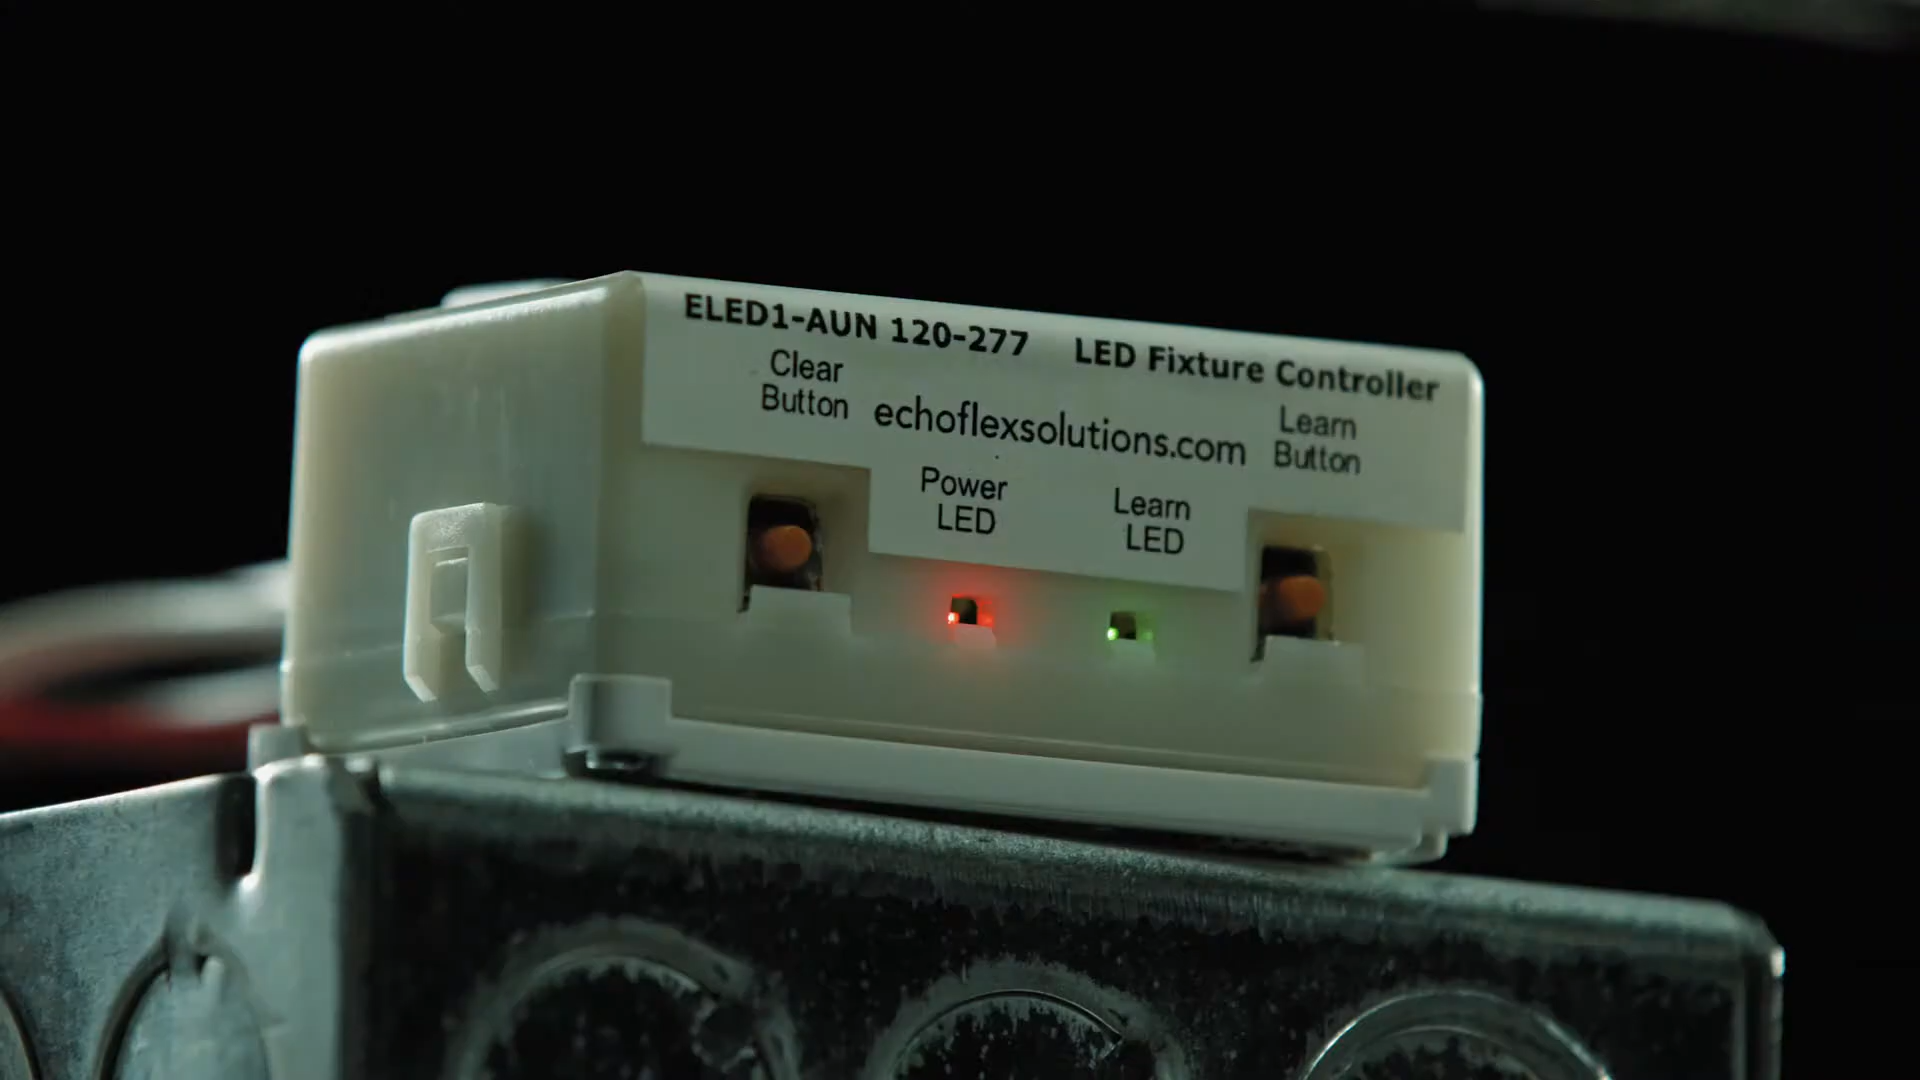 ELED1-AUN 120-277 LED Fixture Controller
Clear
Button
echoflexsolutions.com
Learn
Button
Power
LED
Learn
LED